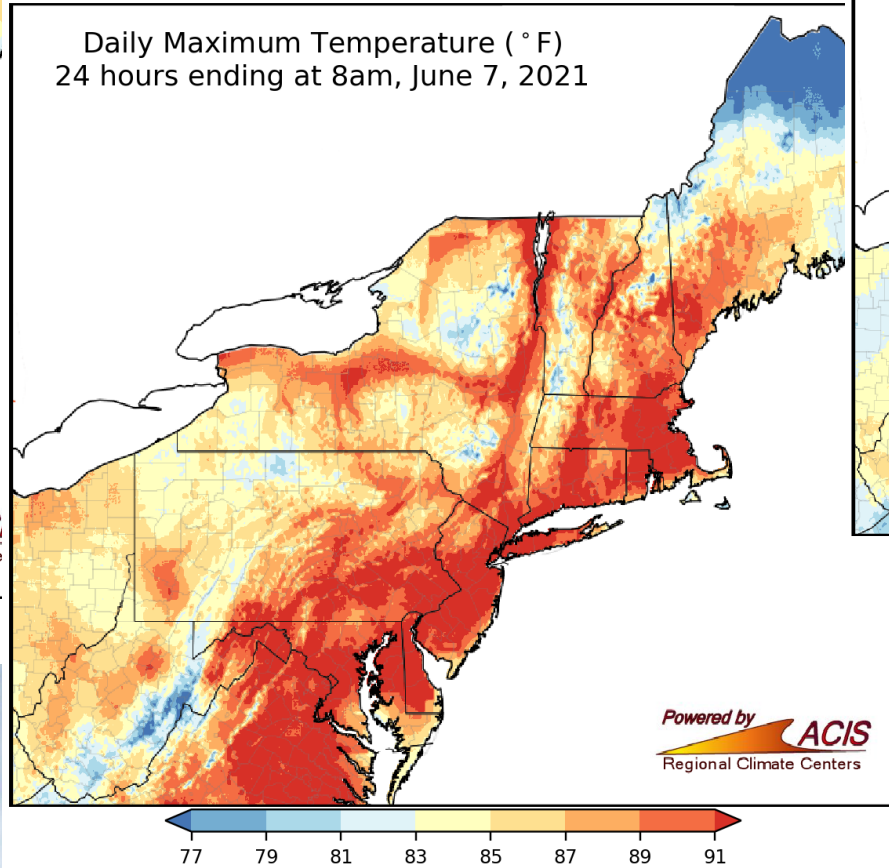 Daily Maximum Temperature (°F)
24 hours ending at 8am, June 7, 2021
Powered by
ACIS
Regional Climate Centers
77 79 81 83 85 87 89 91